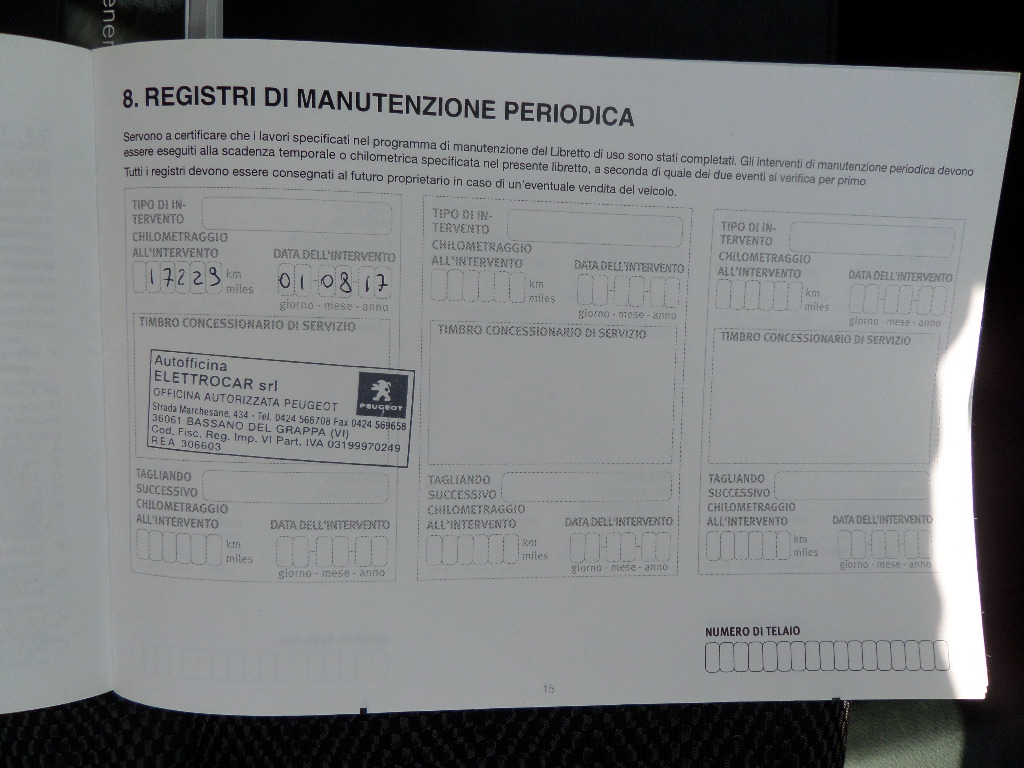 ener
8. REGISTRI DI MANUTENZIONE PERIODICA
Servono a certificare che i lavori specificati nel programma di manutenzione del Libretto di uso sono stati completati. Gli interventi di manutenzione periodica devono
essere eseguiti alla scadenza temporale o chilometrica specificata nel presente libretto, a seconda di quale dei due eventi si verifica per primo
Tutti i registri devono essere consegnati al futuro proprietario in caso di un'eventuale vendita del veicolo.
TIPO DI IN-
TERVENTO
CHILOMETRAGGIO
ALL'INTERVENTO
DATA DELL'INTERVENTO
17229 km
miles
01 08 17
giorno - mese - anno
TIMBRO CONCESSIONARIO DI SERVIZIO
Autofficina
ELETTROCAR srl
OFFICINA AUTORIZZATA PEUGEOT
PEUGEOT
Strada Marchesane, 434 - Tel. 0424 566708 Fax 0424 569658
36061 BASSANO DEL GRAPPA (VI)
Cod. Fisc. Reg. Imp. VI Part. IVA 03199970249
REA 306603
TAGLIANDO
SUCCESSIVO
CHILOMETRAGGIO
ALL'INTERVENTO
DATA DELL'INTERVENTO
km
miles
giorno - mese - anno
TIPO DI IN-
TERVENTO
CHILOMETRAGGIO
ALL'INTERVENTO
DATA DELL'INTERVENTO
km
miles
giorno - mese - anno
TIMBRO CONCESSIONARIO DI SERVIZIO
TAGLIANDO
SUCCESSIVO
CHILOMETRAGGIO
ALL'INTERVENTO
DATA DELL'INTERVENTO
km
miles
giorno - mese - anno
TIPO DI IN-
TERVENTO
CHILOMETRAGGIO
ALL'INTERVENTO
DATA DELL'INTERVENTO
km
miles
giorno - mese - anno
TIMBRO CONCESSIONARIO DI SERVIZIO
TAGLIANDO
SUCCESSIVO
CHILOMETRAGGIO
ALL'INTERVENTO
DATA DELL'INTERVENTO
km
miles
giorno - mese - anno
NUMERO DI TELAIO
15